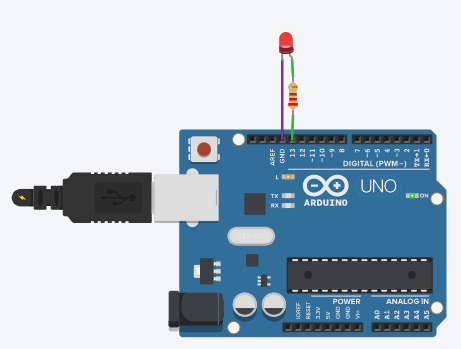 AREF
GND
13
12
~11
~10
~9
8
7
~6
~5
4
~3
2
TX→1
RX←0
DIGITAL (PWM~)
L
TX
RX
ARDUINO
UNO
ON
IOREF
RESET
3.3V
5V
GND
GND
Vin
POWER
ANALOG IN
A0
A1
A2
A3
A4
A5